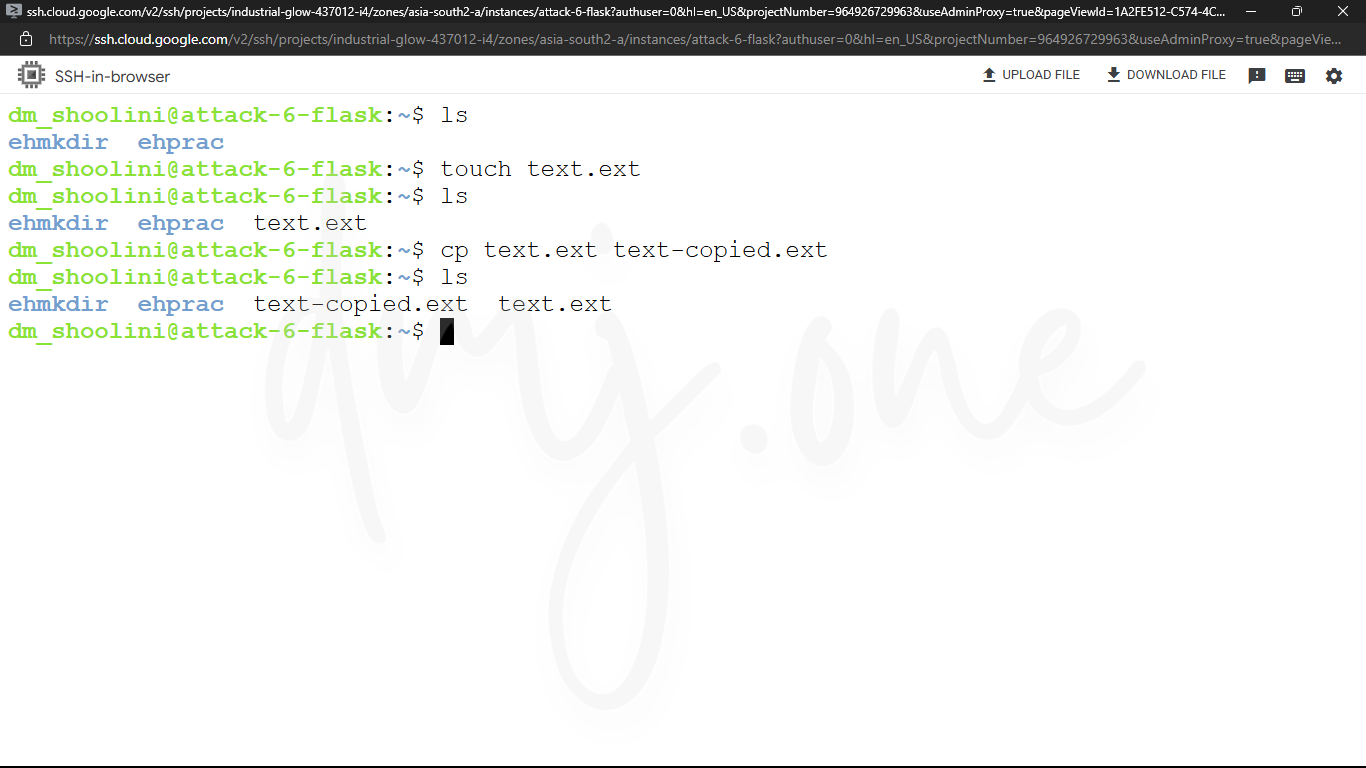 ssh.cloud.google.com/v2/ssh/projects/industrial-glow-437012-i4/zones/asia-south2-a/instances/attack-6-flask?authuser=0&hl=en_US&projectNumber=964926729963&useAdminProxy=true&pageViewId=1A2FE512-C574-4C...
https://ssh.cloud.google.com/v2/ssh/projects/industrial-glow-437012-i4/zones/asia-south2-a/instances/attack-6-flask?authuser=0&hl=en_US&projectNumber=964926729963&useAdminProxy=true&pageVie...
SSH-in-browser UPLOAD FILE DOWNLOAD FILE
dm_shoolini@attack-6-flask:~$ ls
ehmkdir  ehprac
dm_shoolini@attack-6-flask:~$ touch text.ext
dm_shoolini@attack-6-flask:~$ ls
ehmkdir  ehprac  text.ext
dm_shoolini@attack-6-flask:~$ cp text.ext text-copied.ext
dm_shoolini@attack-6-flask:~$ ls
ehmkdir  ehprac  text-copied.ext  text.ext
dm_shoolini@attack-6-flask:~$
dmj.one